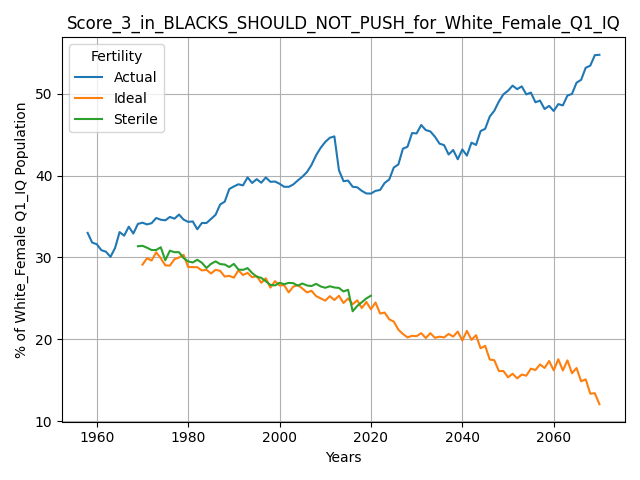 Score_3_in_BLACKS_SHOULD_NOT_PUSH_for_White_Female_Q1_IQ
Fertility
Actual
Ideal
Sterile
% of White_Female Q1_IQ Population
50
40
30
20
10
1960 1980 2000 2020 2040 2060
Years